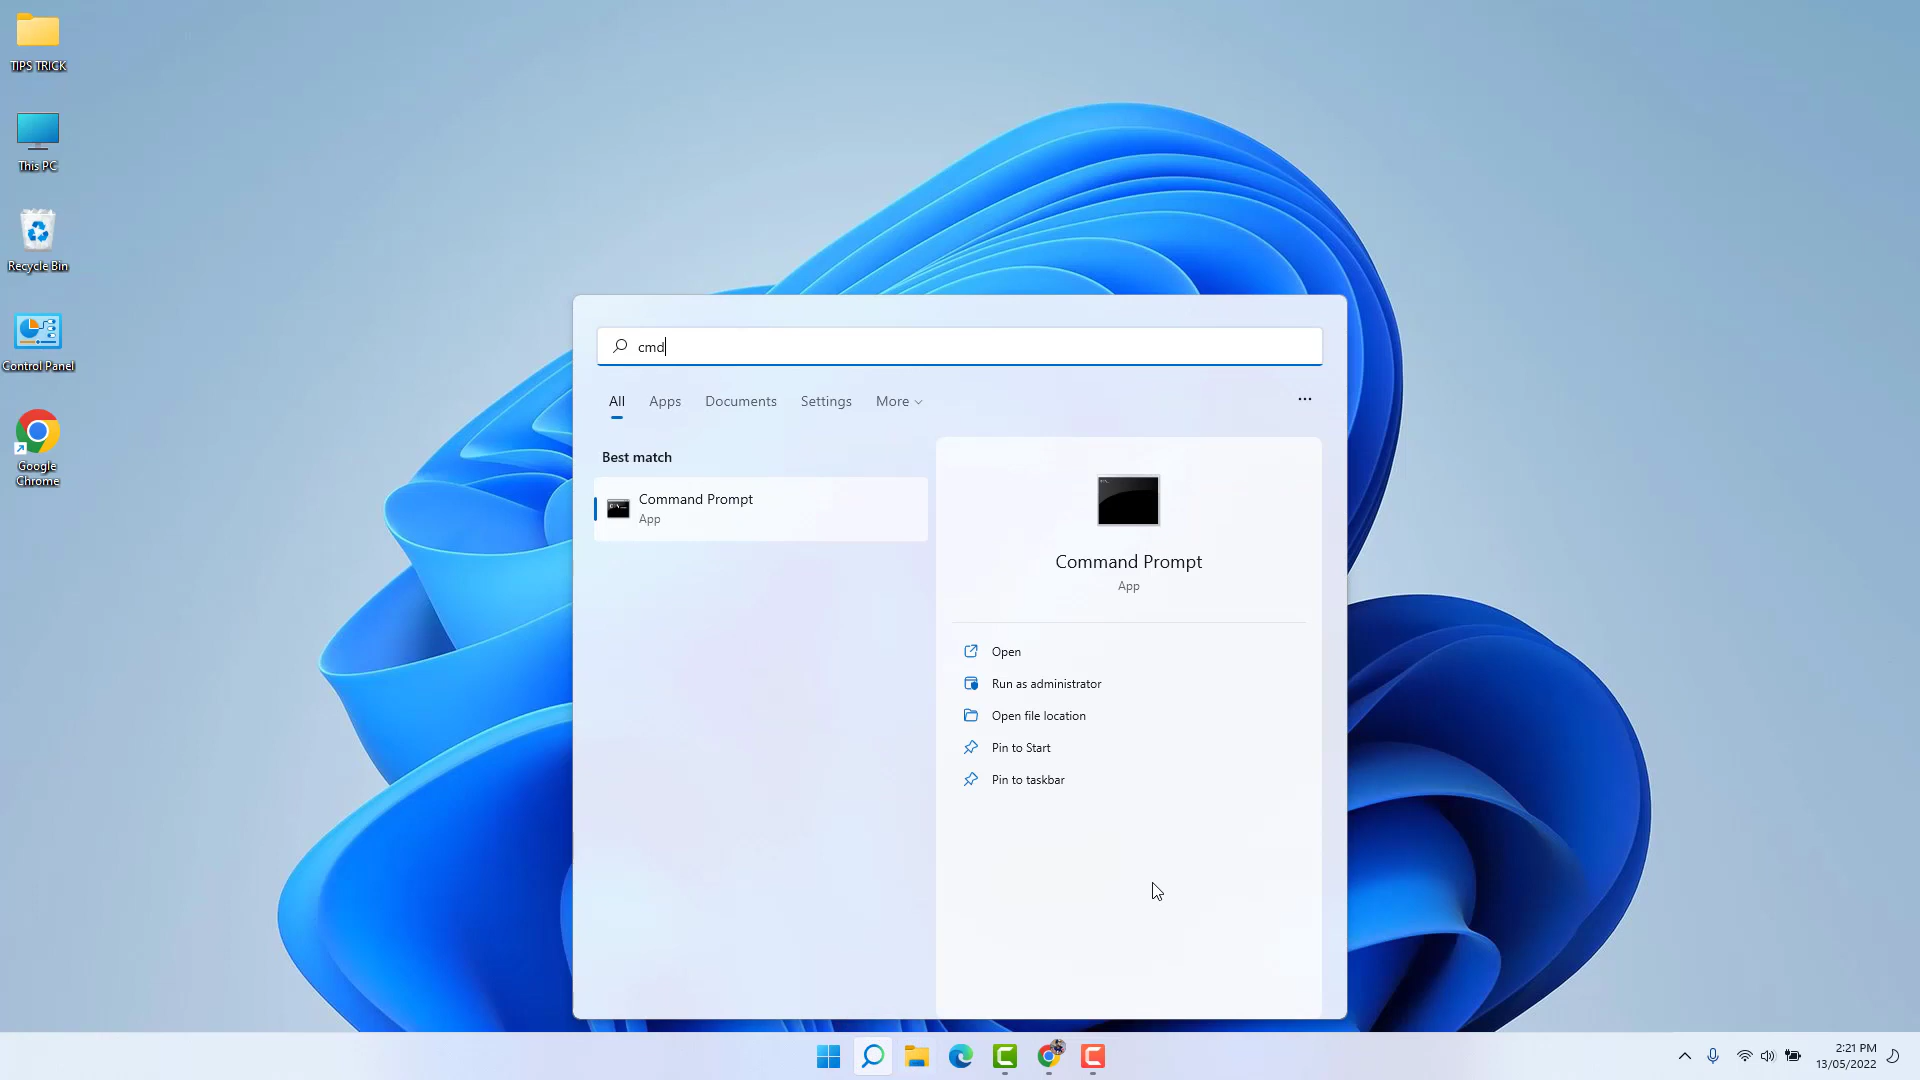 TIPS TRICK
This PC
Recycle Bin
Control Panel
Google
Chrome
cmd
All Apps Documents Settings More
Best match
Command Prompt
App
Command Prompt
App
Open
Run as administrator
Open file location
Pin to Start
Pin to taskbar
2:21 PM
13/05/2022